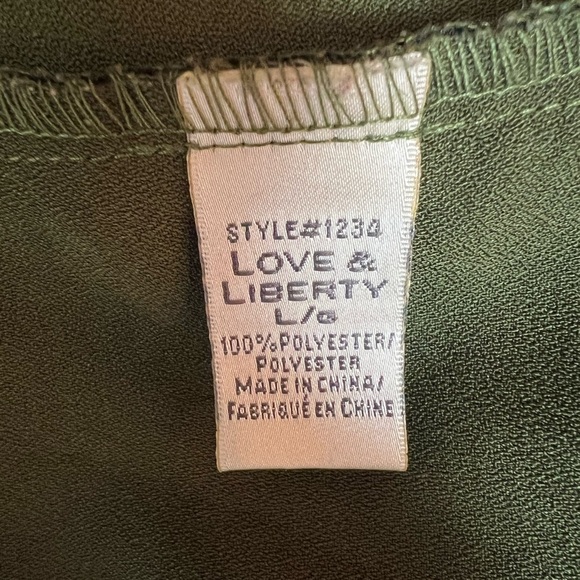 STYLE#1234
LOVE &
LIBERTY
L/G
100% POLYESTER/
POLYESTER
MADE IN CHINA/
FABRIQUÉ EN CHINE